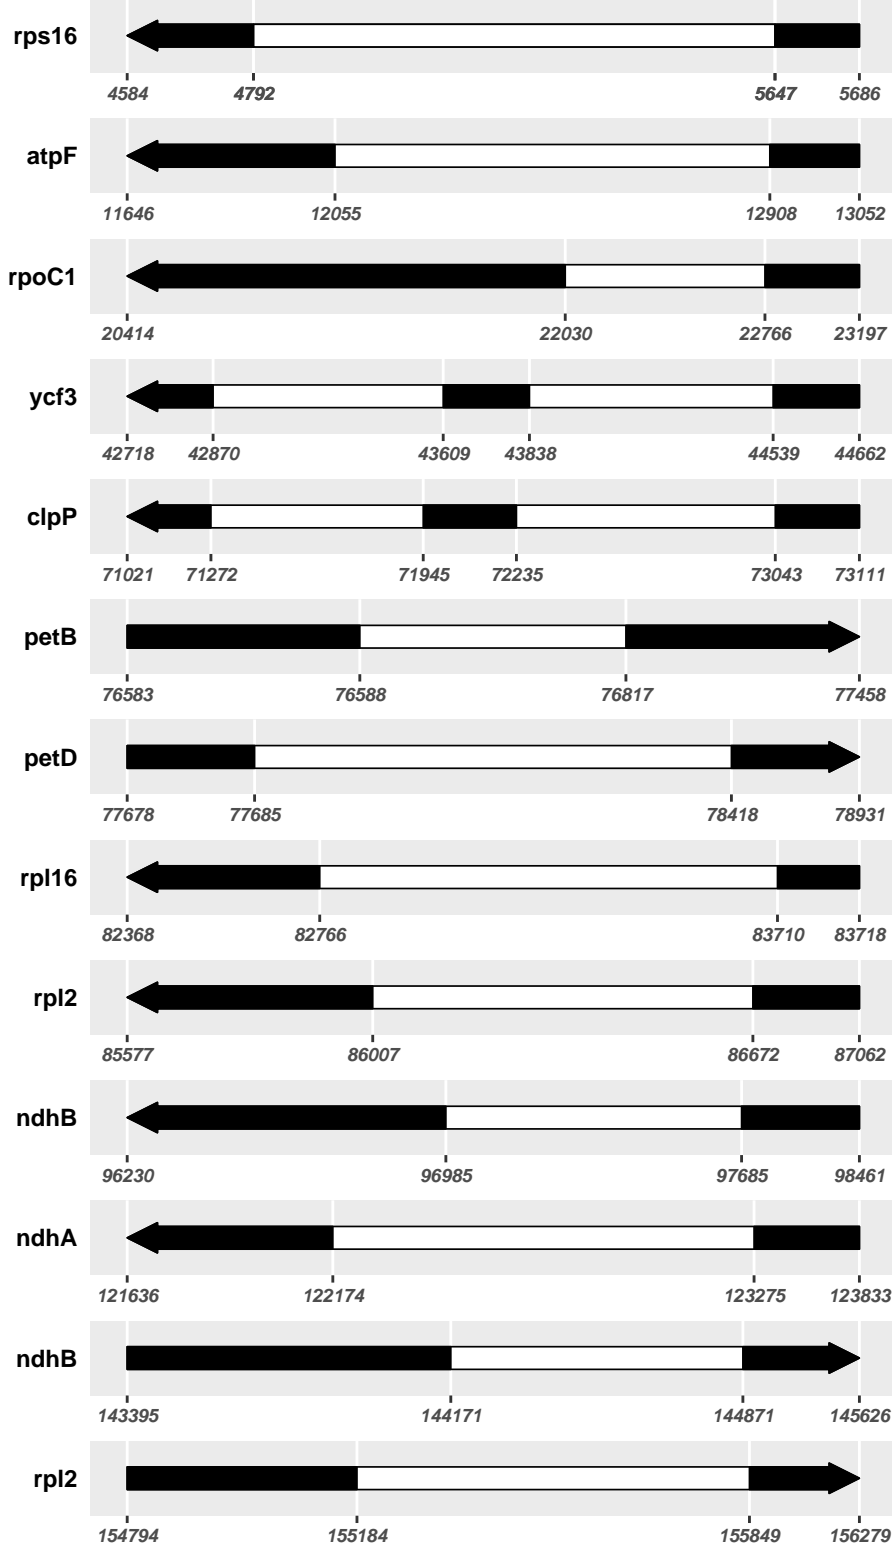 rps16
4584 4792 5647 5686
atpF
11646 12055 12908 13052
rpoC1
20414 22030 22766 23197
ycf3
42718 42870 43609 43838 44539 44662
clpP
71021 71272 71945 72235 73043 73111
petB
76583 76588 76817 77458
petD
77678 77685 78418 78931
rpl16
82368 82766 83710 83718
rpl2
85577 86007 86672 87062
ndhB
96230 96985 97685 98461
ndhA
121636 122174 123275 123833
ndhB
143395 144171 144871 145626
rpl2
154794 155184 155849 156279